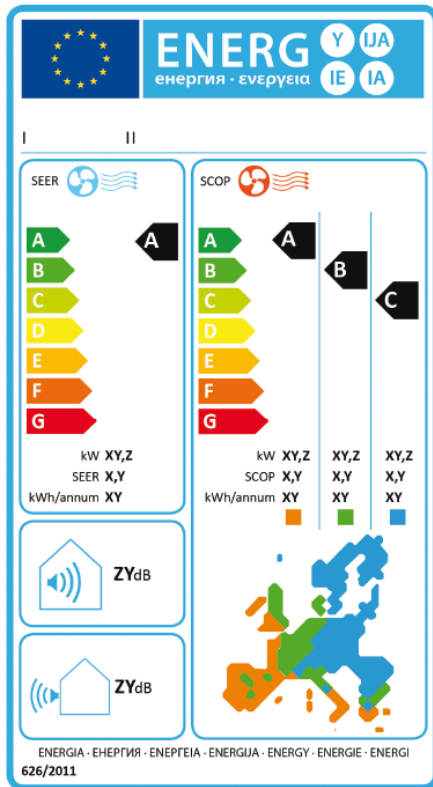 ENERG Y IJA
енергия · ενεργεια IE IA
I II
SEER
A A
B
C
D
E
F
G
kW XY,Z
SEER X,Y
kWh/annum XY
SCOP
A A
B B
C C
D
E
F
G
kW XY,Z XY,Z XY,Z
SCOP X,Y X,Y X,Y
kWh/annum XY XY XY
ZYdB
ZYdB
ENERGIA · ЕНЕРГИЯ · ΕΝΕΡΓΕΙΑ · ENERGIJA · ENERGY · ENERGIE · ENERGI
626/2011